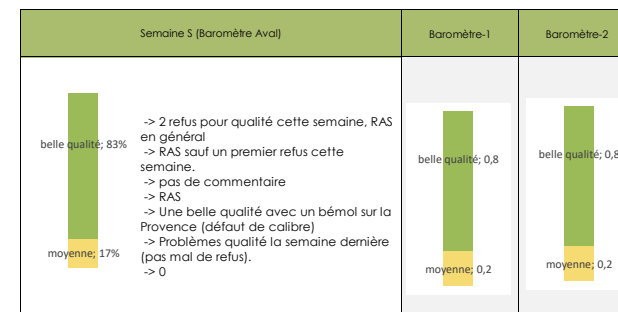 Semaine S (Baromètre Aval)
Baromètre-1
Baromètre-2
belle qualité; 83%
moyenne; 17%
-> 2 refus pour qualité cette semaine, RAS
en général
-> RAS sauf un premier refus cette
semaine.
-> pas de commentaire
-> RAS
-> Une belle qualité avec un bémol sur la
Provence (défaut de calibre)
-> Problèmes qualité la semaine dernière
(pas mal de refus).
-> 0
belle qualité; 0,8
moyenne; 0,2
belle qualité; 0,8
moyenne; 0,2